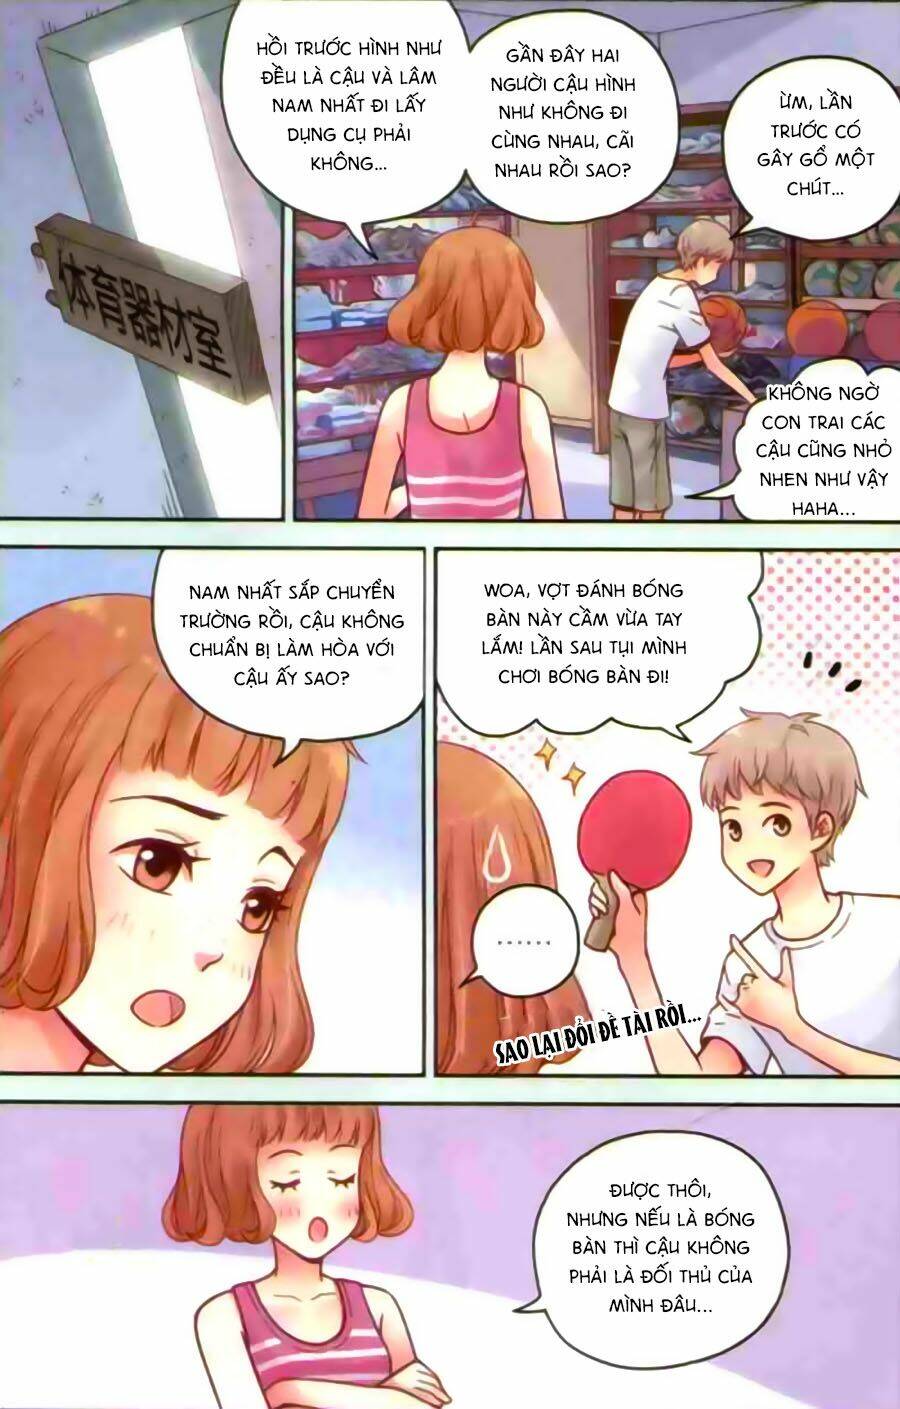 HỒI TRƯỚC HÌNH NHƯ
ĐỀU LÀ CẬU VÀ LÂM
NAM NHẤT ĐI LẤY
DỤNG CỤ PHẢI
KHÔNG...
GẦN ĐÂY HAI
NGƯỜI CẬU HÌNH
NHƯ KHÔNG ĐI
CÙNG NHAU, CÃI
NHAU RỒI SAO?
ỪM, LẦN
TRƯỚC CÓ
GÂY GỔ MỘT
CHÚT...
体育器材室
KHÔNG NGỜ
CON TRAI CÁC
CẬU CŨNG NHỎ
NHEN NHƯ VẬY
HAHA...
NAM NHẤT SẮP CHUYỂN
TRƯỜNG RỒI, CẬU KHÔNG
CHUẨN BỊ LÀM HÒA VỚI
CẬU ẤY SAO?
WOA, VỢT ĐÁNH BÓNG
BÀN NÀY CẦM VỪA TAY
LẮM! LẦN SAU TỤI MÌNH
CHƠI BÓNG BÀN ĐI!
......
SAO LẠI ĐỔI ĐỀ TÀI RỒI...
ĐƯỢC THÔI,
NHƯNG NẾU LÀ BÓNG
BÀN THÌ CẬU KHÔNG
PHẢI LÀ ĐỐI THỦ CỦA
MÌNH ĐÂU...